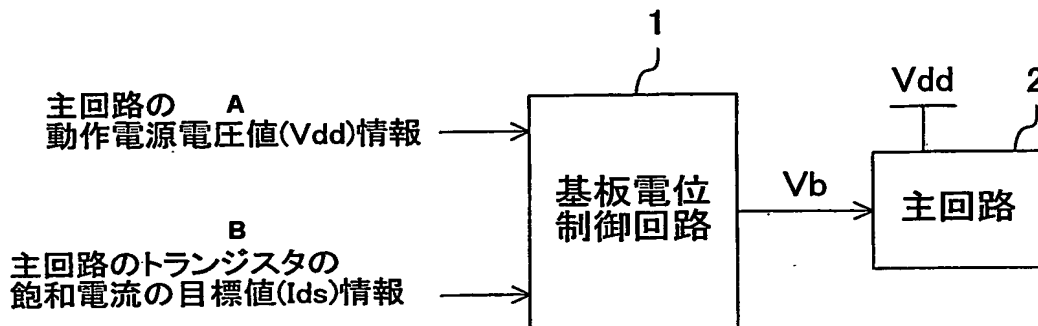 1
主回路の A
動作電源電圧値(Vdd)情報
B
主回路のトランジスタの
飽和電流の目標値(Ids)情報
基板電位
制御回路
Vb
Vdd
2
主回路